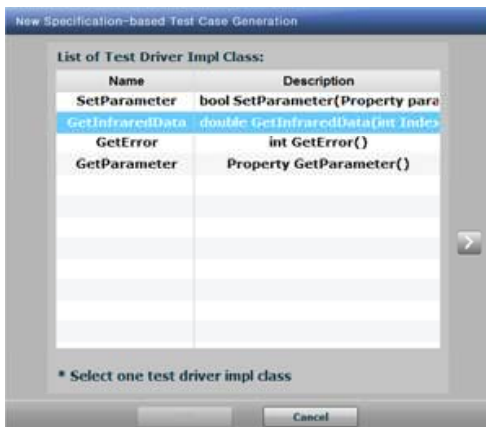 New Specification-based Test Case Generation
List of Test Driver Impl Class:
Name Description
SetParameter bool SetParameter(Property para
GetInfraredData double GetInfraredData(int Index
GetError int GetError()
GetParameter Property GetParameter()
* Select one test driver impl class
Cancel